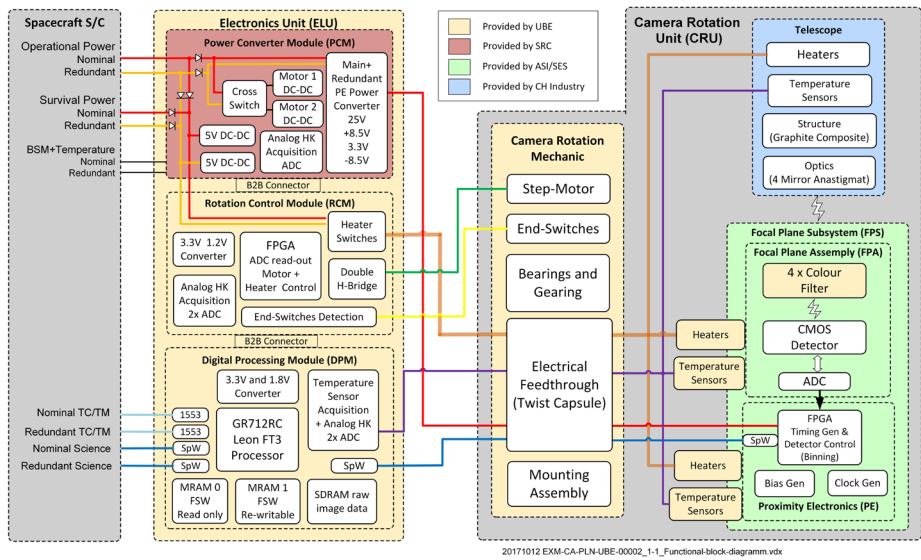 Spacecraft S/C
Operational Power
Nominal
Redundant
Survival Power
Nominal
Redundant
BSM+Temperature
Nominal
Redundant
Nominal TC/TM
Redundant TC/TM
Nominal Science
Redundant Science
Electronics Unit (ELU)
Power Converter Module (PCM)
Cross
Switch
Motor 1
DC-DC
Motor 2
DC-DC
Main+
Redundant
PE Power
Converter
25V
+8.5V
3.3V
-8.5V
5V DC-DC
5V DC-DC
Analog HK
Acquisition
ADC
B2B Connector
Rotation Control Module (RCM)
3.3V 1.2V
Converter
FPGA
ADC read-out
Motor +
Heater Control
Heater
Switches
Analog HK
Acquisition
2x ADC
Double
H-Bridge
End-Switches Detection
B2B Connector
Digital Processing Module (DPM)
3.3V and 1.8V
Converter
Temperature
Sensor
Acquisition
+ Analog HK
2x ADC
1553
1553
SpW
SpW
GR712RC
Leon FT3
Processor
SpW
MRAM 0
FSW
Read only
MRAM 1
FSW
Re-writable
SDRAM raw
image data
Provided by UBE
Provided by SRC
Provided by ASI/SES
Provided by CH Industry
Camera Rotation
Unit (CRU)
Camera Rotation
Mechanic
Step-Motor
End-Switches
Bearings and
Gearing
Electrical
Feedthrough
(Twist Capsule)
Mounting
Assembly
Telescope
Heaters
Temperature
Sensors
Structure
(Graphite Composite)
Optics
(4 Mirror Anastigmat)
Focal Plane Subsystem (FPS)
Focal Plane Assemply (FPA)
4 x Colour
Filter
CMOS
Detector
ADC
Heaters
Temperature
Sensors
FPGA
Timing Gen &
Detector Control
(Binning)
SpW
Heaters
Temperature
Sensors
Bias Gen
Clock Gen
Proximity Electronics (PE)
20171012 EXM-CA-PLN-UBE-00002_1-1_Functional-block-diagramm.vdx